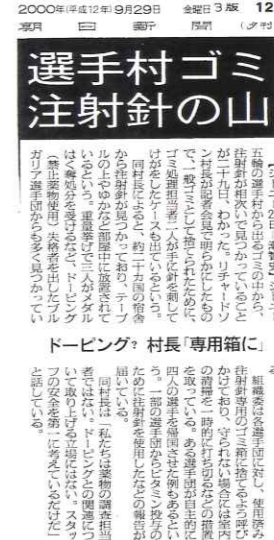 2000年(平成12年)9月29日　金曜日　3版　12
朝日新聞　(夕刊
選手村ゴミ
注射針の山
五輪の選手村から出るゴミの中から、
注射針が相次いで見つかっていること
が二十九日、わかった。リチャードソ
ン村長が記者会見で明らかにしたもの
で、一般ゴミとして捨てられたために、
ゴミ処理担当者二人が手に針を刺して
けがをしたケースも出ているという。
同村長によると、約二十カ国の宿舎
から注射針が見つかっており、テーブ
ルの上やゆかなど部屋中に放置されて
いるという。重量挙げで三人がメダル
はく奪処分を受けるなど、ドーピング
(禁止薬物使用)失格者を出したブル
ガリア選手団からも多く見つかってい
る。
ドーピング？ 村長「専用箱に」
組織委は各選手団に対し、使用済み
注射針専用のゴミ箱に捨てるよう呼び
かけており、守られない場合には室内
の清掃を一時的に打ち切るなどの措置
を取っている。ある選手団が自主的に
四人の選手を帰国させた例もあるとい
う。一部の選手団からビタミン投与の
ために注射針を使用したなどの報告が
届いている。
同村長は「私たちは薬物の調査担当
者ではない。ドーピングとの関連につ
いて取り上げる立場にはない。スタッ
フの安全を第一に考えているだけだ」
と話している。